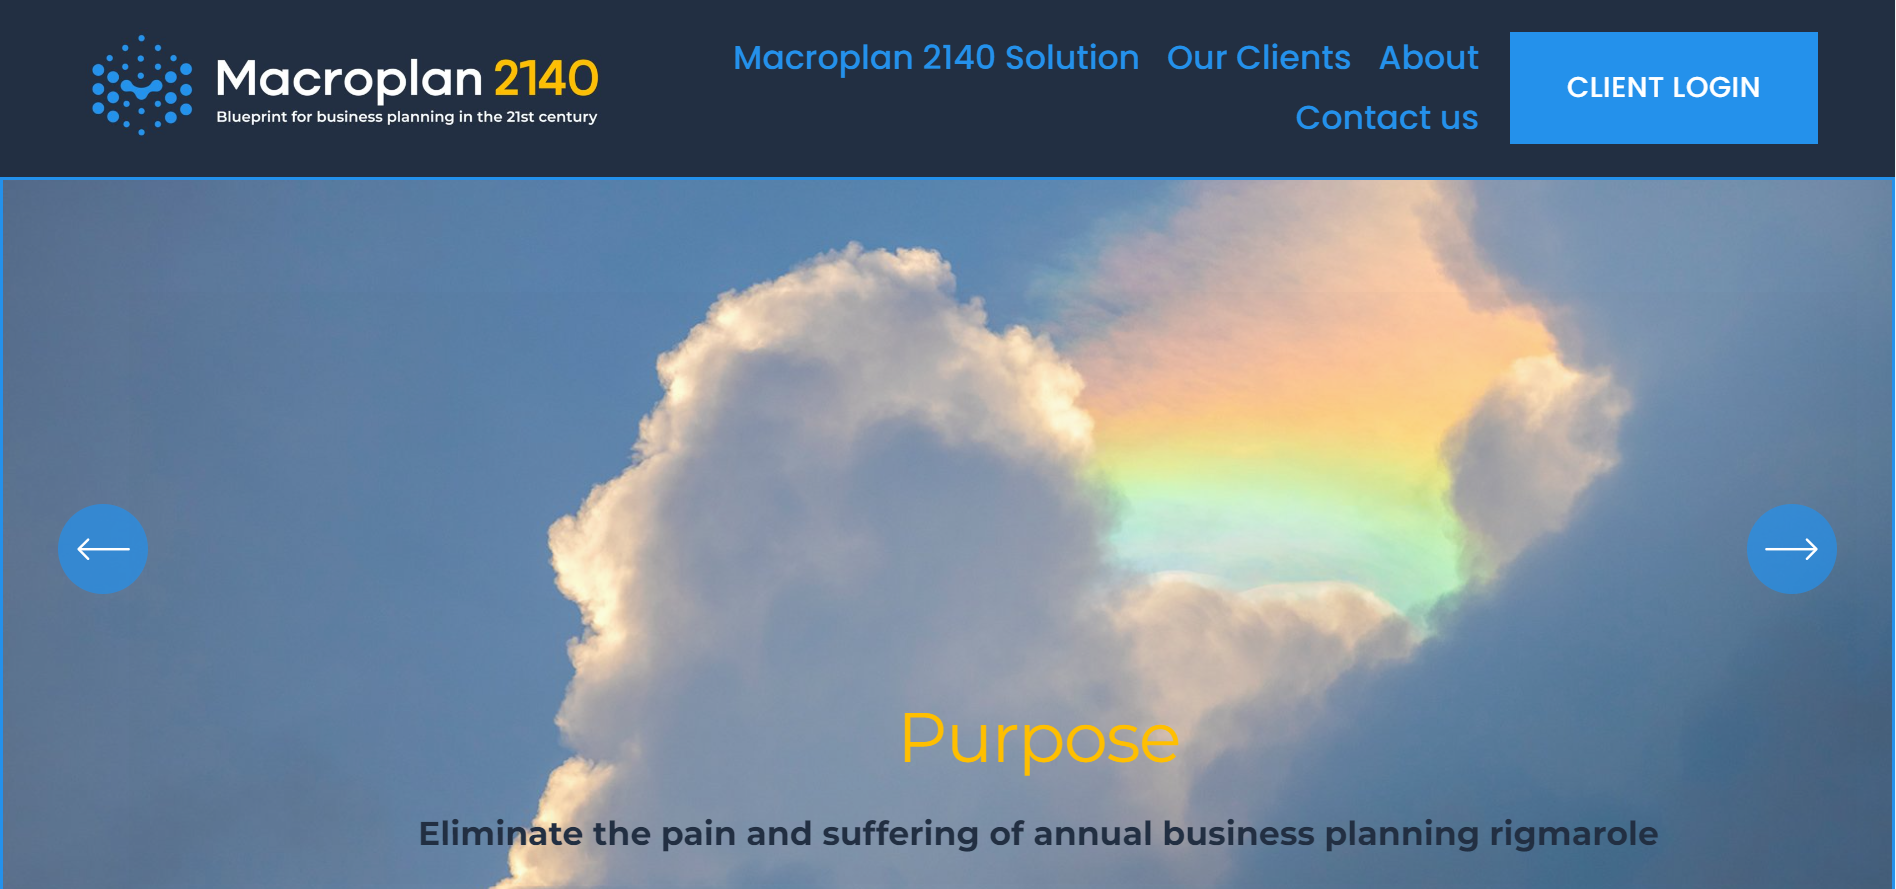 Macroplan 2140
Blueprint for business planning in the 21st century
Macroplan 2140 Solution Our Clients About
Contact us
CLIENT LOGIN
Purpose
Eliminate the pain and suffering of annual business planning rigmarole